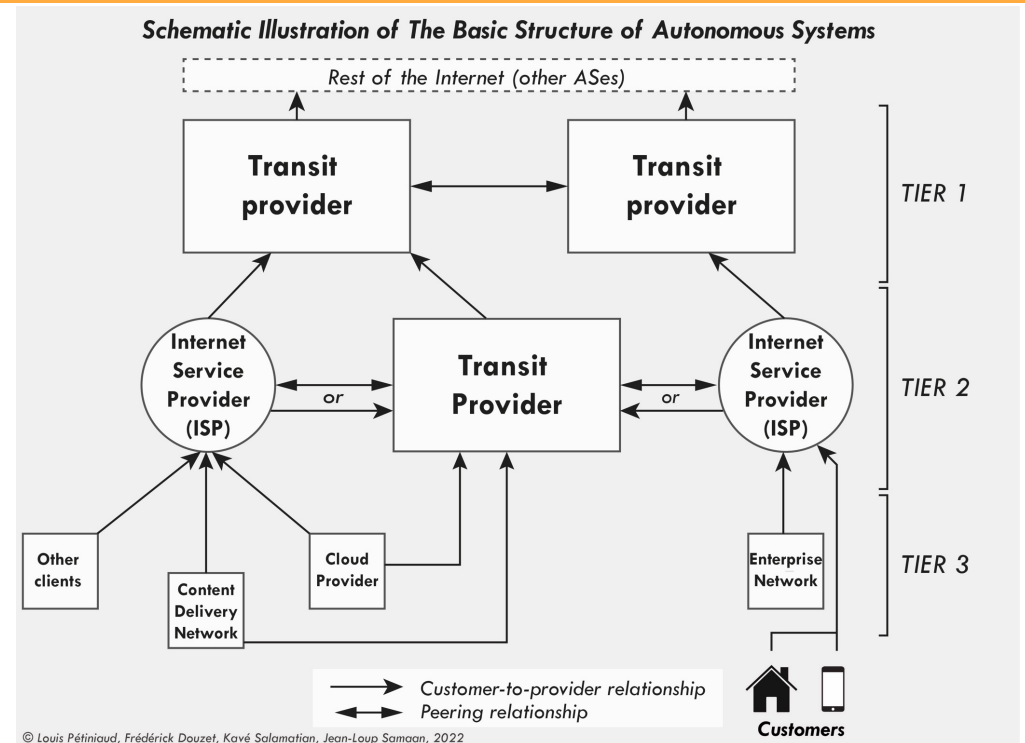 Schematic Illustration of The Basic Structure of Autonomous Systems
Rest of the Internet (other ASes)
Transit
provider
Transit
provider
TIER 1
Internet
Service
Provider
(ISP)
or
Transit
Provider
or
Internet
Service
Provider
(ISP)
TIER 2
Other
clients
Content
Delivery
Network
Cloud
Provider
Enterprise
Network
TIER 3
Customer-to-provider relationship
Peering relationship
Customers
© Louis Pétiniaud, Frédérick Douzet, Kavé Salamatian, Jean-Loup Samaan, 2022